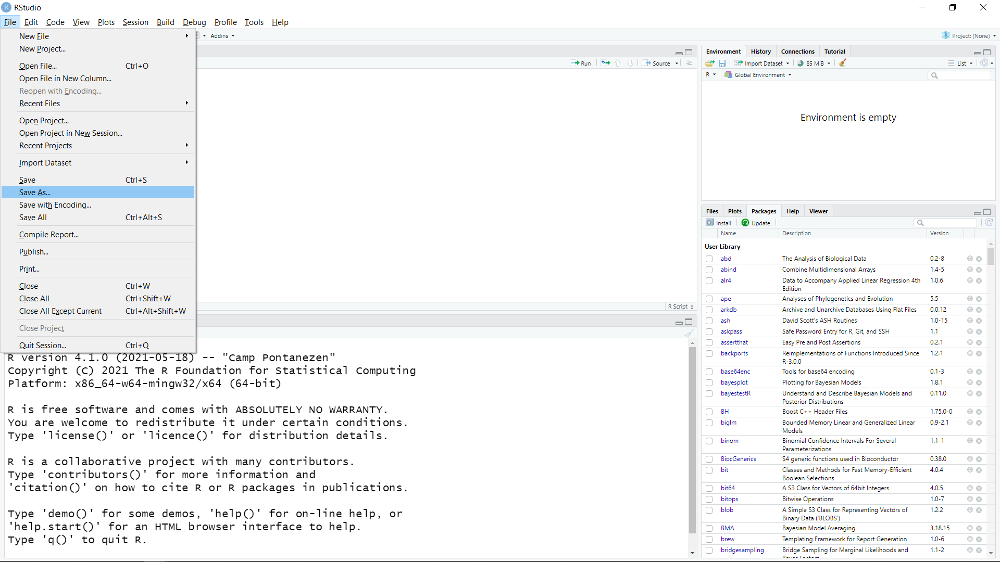 RStudio
File Edit Code View Plots Session Build Debug Profile Tools Help
New File
New Project...
Open File... Ctrl+O
Open File in New Column...
Reopen with Encoding...
Recent Files
Open Project...
Open Project in New Session...
Recent Projects
Import Dataset
Save Ctrl+S
Save As...
Save with Encoding...
Save All Ctrl+Alt+S
Compile Report...
Publish...
Print...
Close Ctrl+W
Close All Ctrl+Shift+W
Close All Except Current Ctrl+Alt+Shift+W
Close Project
Quit Session... Ctrl+Q
Addins
Project: (None)
Run Source
R Script
R version 4.1.0 (2021-05-18) -- "Camp Pontanezen"
Copyright (C) 2021 The R Foundation for Statistical Computing
Platform: x86_64-w64-mingw32/x64 (64-bit)
R is free software and comes with ABSOLUTELY NO WARRANTY.
You are welcome to redistribute it under certain conditions.
Type 'license()' or 'licence()' for distribution details.
R is a collaborative project with many contributors.
Type 'contributors()' for more information and
'citation()' on how to cite R or R packages in publications.
Type 'demo()' for some demos, 'help()' for on-line help, or
'help.start()' for an HTML browser interface to help.
Type 'q()' to quit R.
Environment History Connections Tutorial
Import Dataset 85 MiB List
R Global Environment
Environment is empty
Files Plots Packages Help Viewer
Install Update
Name Description Version
User Library
abd The Analysis of Biological Data 0.2-8
abind Combine Multidimensional Arrays 1.4-5
alr4 Data to Accompany Applied Linear Regression 4th 1.0.6
Edition
ape Analyses of Phylogenetics and Evolution 5.5
arkdb Archive and Unarchive Databases Using Flat Files 0.0.12
ash David Scott's ASH Routines 1.0-15
askpass Safe Password Entry for R, Git, and SSH 1.1
assertthat Easy Pre and Post Assertions 0.2.1
backports Reimplementations of Functions Introduced Since 1.2.1
R-3.0.0
base64enc Tools for base64 encoding 0.1-3
bayesplot Plotting for Bayesian Models 1.8.1
bayestestR Understand and Describe Bayesian Models and 0.11.0
Posterior Distributions
BH Boost C++ Header Files 1.75.0-0
biglm Bounded Memory Linear and Generalized Linear 0.9-2.1
Models
binom Binomial Confidence Intervals For Several 1.1-1
Parameterizations
BiocGenerics S4 generic functions used in Bioconductor 0.38.0
bit Classes and Methods for Fast Memory-Efficient 4.0.4
Boolean Selections
bit64 A S3 Class for Vectors of 64bit Integers 4.0.5
bitops Bitwise Operations 1.0-7
blob A Simple S3 Class for Representing Vectors of 1.2.2
Binary Data ('BLOBS')
BMA Bayesian Model Averaging 3.18.15
brew Templating Framework for Report Generation 1.0-6
bridgesampling Bridge Sampling for Marginal Likelihoods and 1.1-2